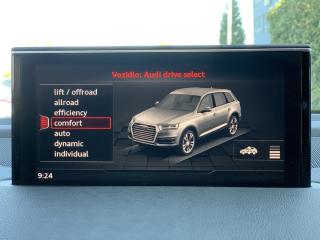 Vozidlo: Audi drive select
lift / offroad
allroad
efficiency
comfort
auto
dynamic
individual
9:24